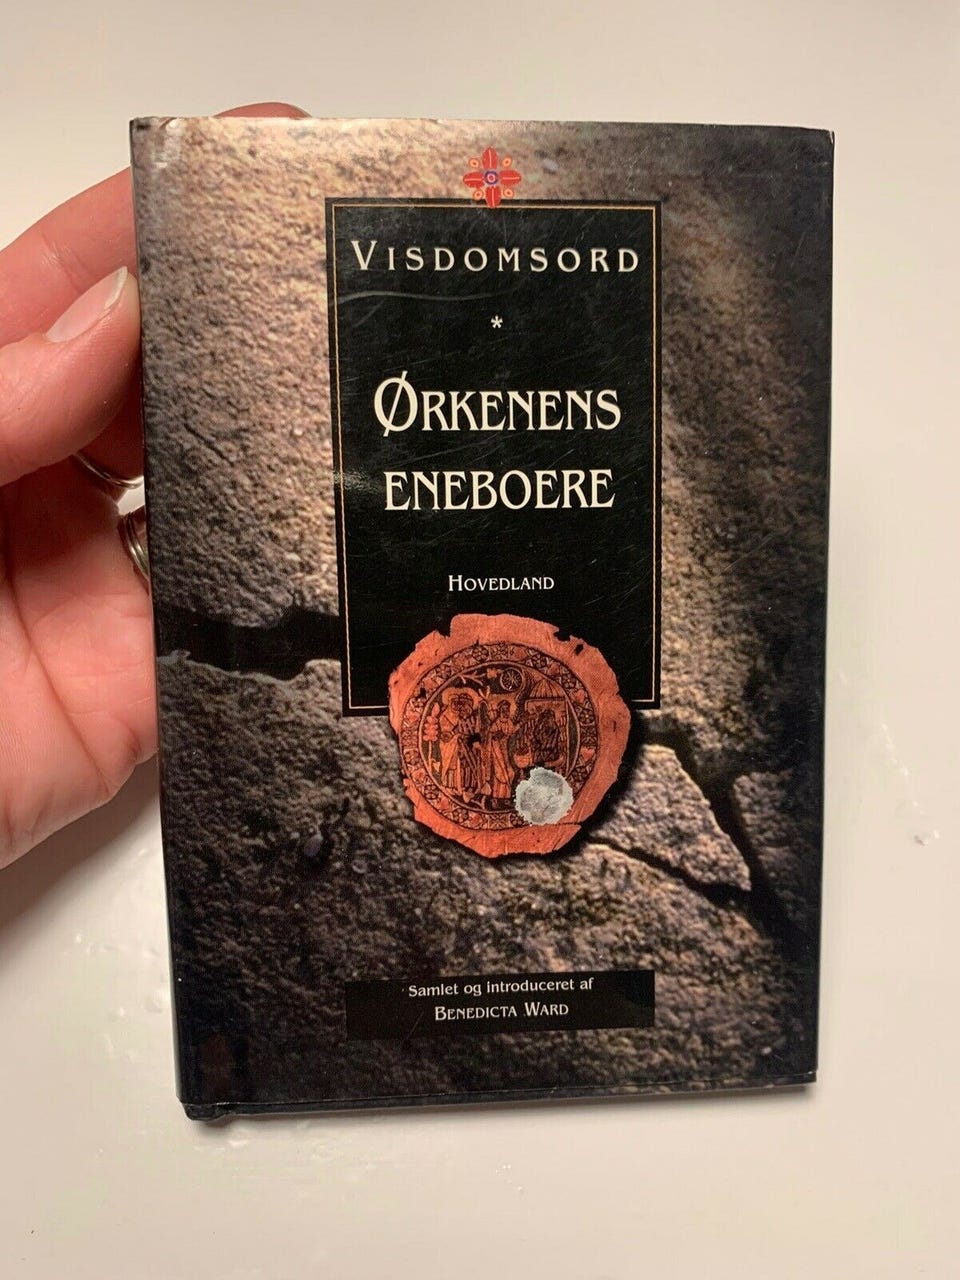 VISDOMSORD
*
ØRKENENS
ENEBOERE
HOVEDLAND
Samlet og introduceret af
BENEDICTA WARD